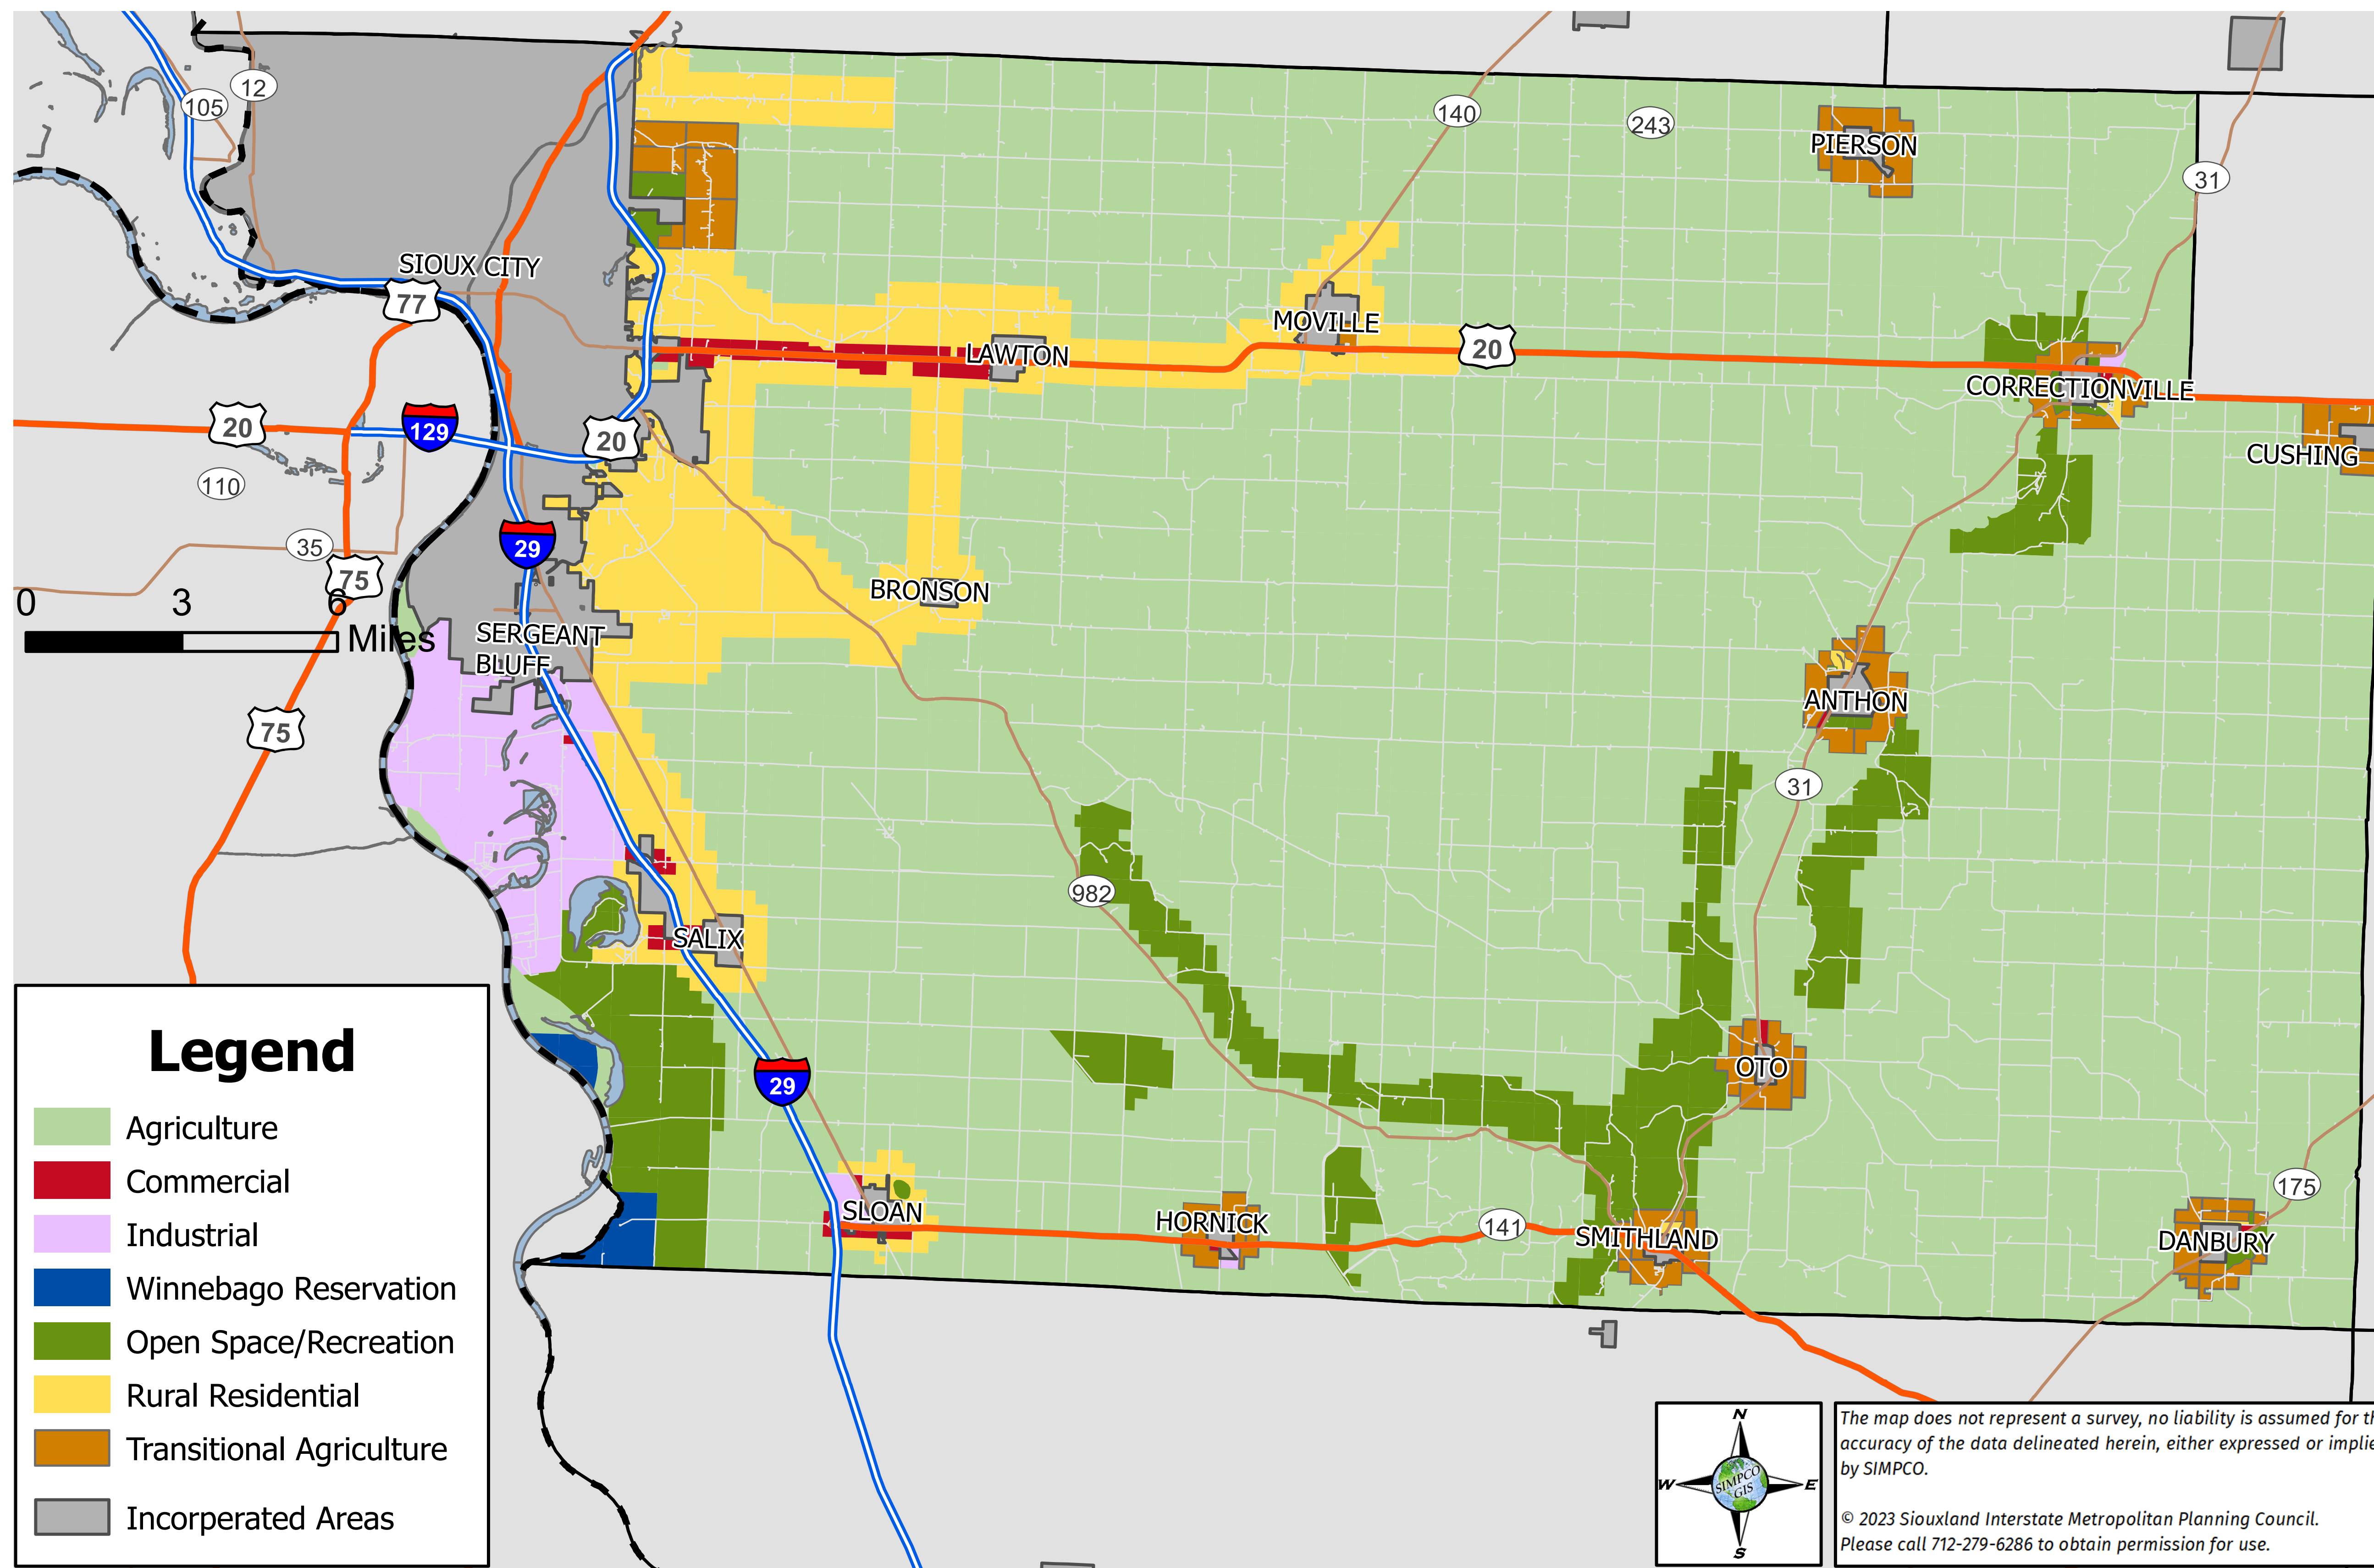 12
105
140
243
PIERSON
31
SIOUX CITY
77
MOVILLE
LAWTON
20
CORRECTIONVILLE
20
129
20
CUSHING
110
29
35
75
BRONSON
0 3 6
Miles
SERGEANT
BLUFF
ANTHON
75
31
982
SALIX
OTO
29
SLOAN
HORNICK
141
SMITHLAND
175
DANBURY
Legend
Agriculture
Commercial
Industrial
Winnebago Reservation
Open Space/Recreation
Rural Residential
Transitional Agriculture
Incorperated Areas
N
W E
S
SIMPCO
GIS
The map does not represent a survey, no liability is assumed for th
accuracy of the data delineated herein, either expressed or implie
by SIMPCO.
© 2023 Siouxland Interstate Metropolitan Planning Council.
Please call 712-279-6286 to obtain permission for use.